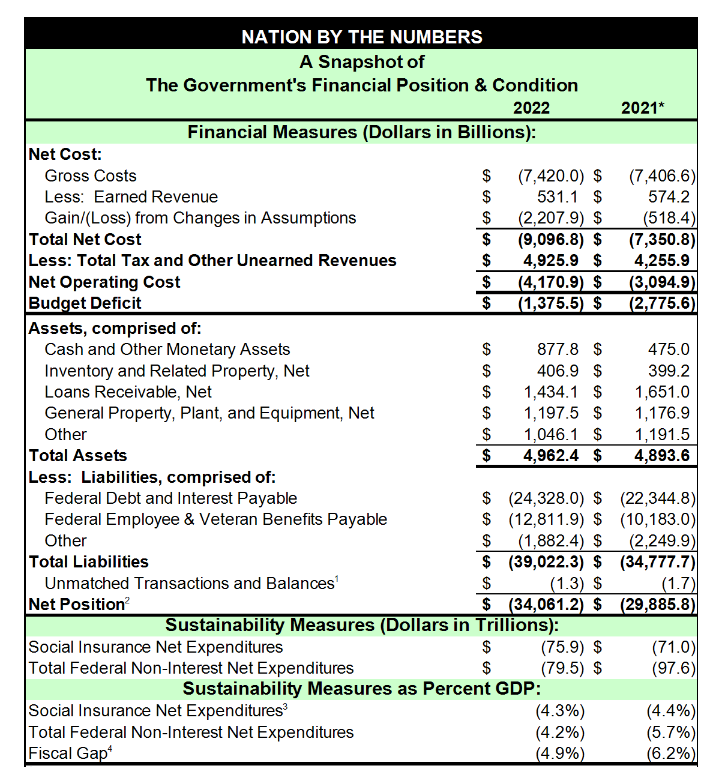 NATION BY THE NUMBERS
A Snapshot of
The Government's Financial Position & Condition
2022 2021*
Financial Measures (Dollars in Billions):
Net Cost:
Gross Costs $ (7,420.0) $ (7,406.6)
Less: Earned Revenue $ 531.1 $ 574.2
Gain/(Loss) from Changes in Assumptions $ (2,207.9) $ (518.4)
Total Net Cost $ (9,096.8) $ (7,350.8)
Less: Total Tax and Other Unearned Revenues $ 4,925.9 $ 4,255.9
Net Operating Cost $ (4,170.9) $ (3,094.9)
Budget Deficit $ (1,375.5) $ (2,775.6)
Assets, comprised of:
Cash and Other Monetary Assets $ 877.8 $ 475.0
Inventory and Related Property, Net $ 406.9 $ 399.2
Loans Receivable, Net $ 1,434.1 $ 1,651.0
General Property, Plant, and Equipment, Net $ 1,197.5 $ 1,176.9
Other $ 1,046.1 $ 1,191.5
Total Assets $ 4,962.4 $ 4,893.6
Less: Liabilities, comprised of:
Federal Debt and Interest Payable $ (24,328.0) $ (22,344.8)
Federal Employee & Veteran Benefits Payable $ (12,811.9) $ (10,183.0)
Other $ (1,882.4) $ (2,249.9)
Total Liabilities $ (39,022.3) $ (34,777.7)
Unmatched Transactions and Balances¹ $ (1.3) $ (1.7)
Net Position² $ (34,061.2) $ (29,885.8)
Sustainability Measures (Dollars in Trillions):
Social Insurance Net Expenditures $ (75.9) $ (71.0)
Total Federal Non-Interest Net Expenditures $ (79.5) $ (97.6)
Sustainability Measures as Percent GDP:
Social Insurance Net Expenditures³ (4.3%) (4.4%)
Total Federal Non-Interest Net Expenditures (4.2%) (5.7%)
Fiscal Gap⁴ (4.9%) (6.2%)